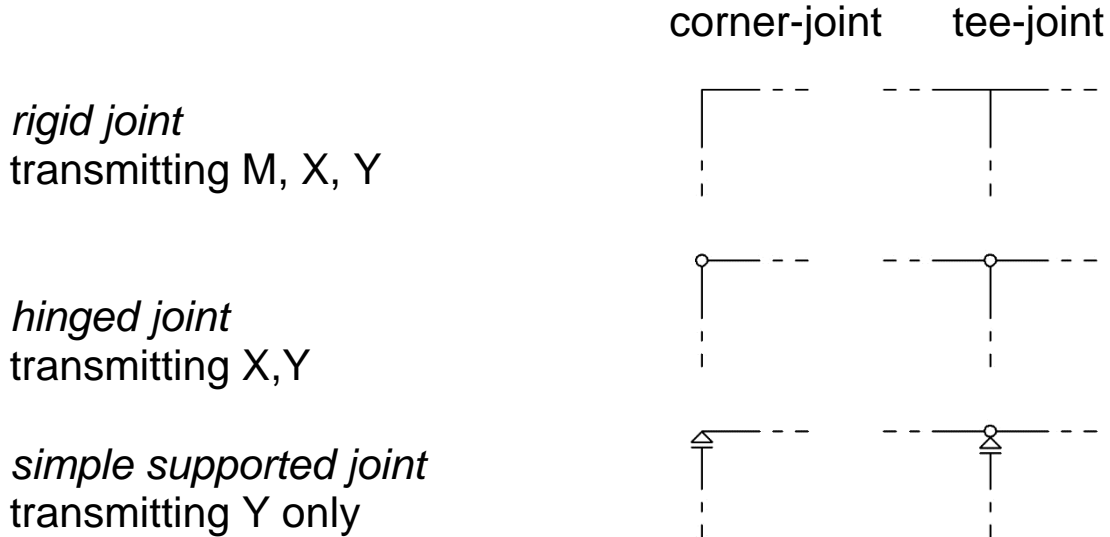 corner-joint tee-joint
rigid joint
transmitting M, X, Y
hinged joint
transmitting X,Y
simple supported joint
transmitting Y only